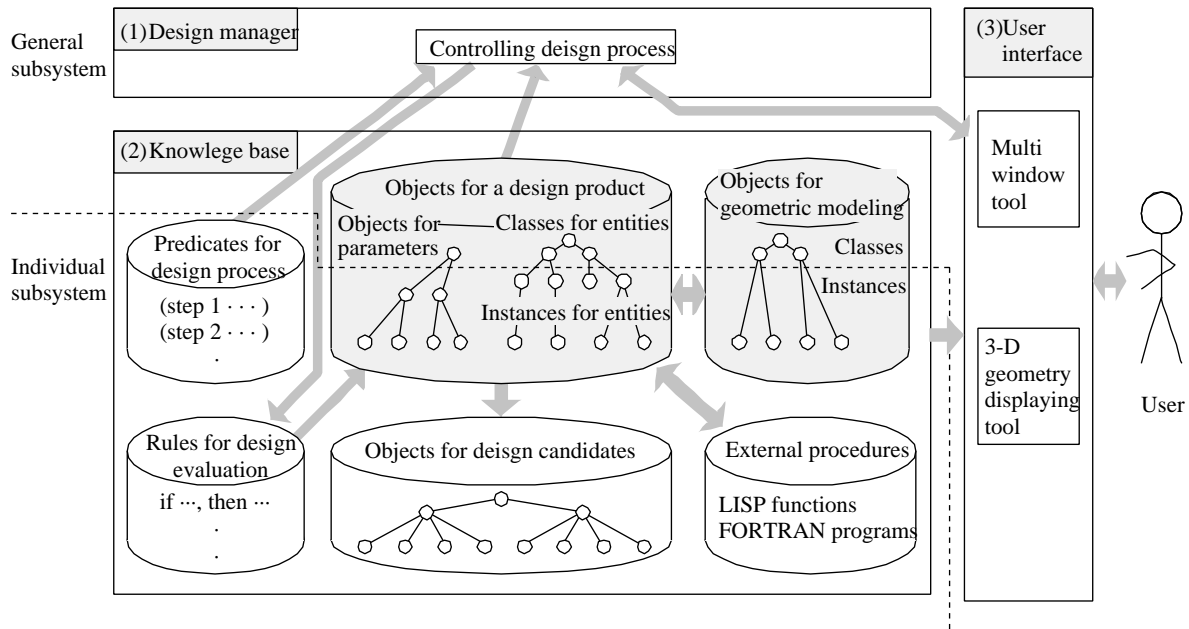 General
subsystem
(1) Design manager
Controlling deisgn process
(3) User
interface
(2) Knowlege base
Multi
window
tool
Objects for a design product
Objects for
geometric modeling
Objects for
parameters
Classes for entities
Classes
Predicates for
design process
Individual
subsystem
Instances
(step 1 · · · )
(step 2 · · · )
.
Instances for entities
3-D
geometry
displaying
tool
User
Rules for design
evaluation
if ···, then ···
.
.
Objects for deisgn candidates
External procedures
LISP functions
FORTRAN programs